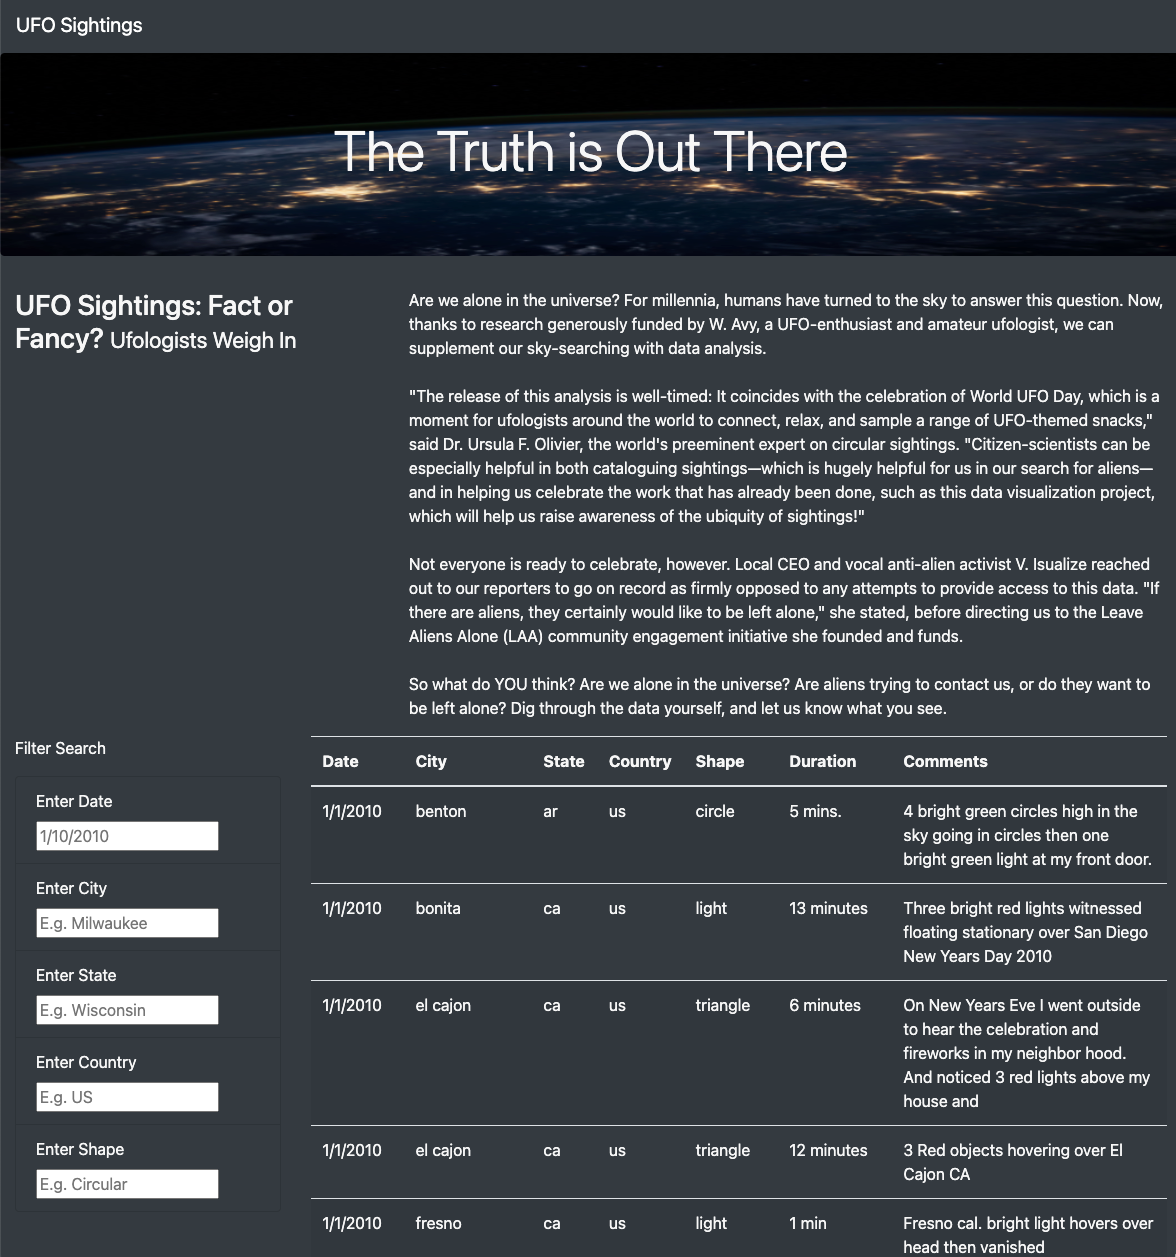 UFO Sightings
The Truth is Out There
UFO Sightings: Fact or
Fancy? Ufologists Weigh In
Are we alone in the universe? For millennia, humans have turned to the sky to answer this question. Now,
thanks to research generously funded by W. Avy, a UFO-enthusiast and amateur ufologist, we can
supplement our sky-searching with data analysis.
"The release of this analysis is well-timed: It coincides with the celebration of World UFO Day, which is a
moment for ufologists around the world to connect, relax, and sample a range of UFO-themed snacks,"
said Dr. Ursula F. Olivier, the world's preeminent expert on circular sightings. "Citizen-scientists can be
especially helpful in both cataloguing sightings—which is hugely helpful for us in our search for aliens—
and in helping us celebrate the work that has already been done, such as this data visualization project,
which will help us raise awareness of the ubiquity of sightings!"
Not everyone is ready to celebrate, however. Local CEO and vocal anti-alien activist V. Isualize reached
out to our reporters to go on record as firmly opposed to any attempts to provide access to this data. "If
there are aliens, they certainly would like to be left alone," she stated, before directing us to the Leave
Aliens Alone (LAA) community engagement initiative she founded and funds.
So what do YOU think? Are we alone in the universe? Are aliens trying to contact us, or do they want to
be left alone? Dig through the data yourself, and let us know what you see.
Filter Search
Enter Date
1/10/2010
Enter City
E.g. Milwaukee
Enter State
E.g. Wisconsin
Enter Country
E.g. US
Enter Shape
E.g. Circular
Date City State Country Shape Duration Comments
1/1/2010 benton ar us circle 5 mins. 4 bright green circles high in the
sky going in circles then one
bright green light at my front door.
1/1/2010 bonita ca us light 13 minutes Three bright red lights witnessed
floating stationary over San Diego
New Years Day 2010
1/1/2010 el cajon ca us triangle 6 minutes On New Years Eve I went outside
to hear the celebration and
fireworks in my neighbor hood.
And noticed 3 red lights above my
house and
1/1/2010 el cajon ca us triangle 12 minutes 3 Red objects hovering over El
Cajon CA
1/1/2010 fresno ca us light 1 min Fresno cal. bright light hovers over
head then vanished